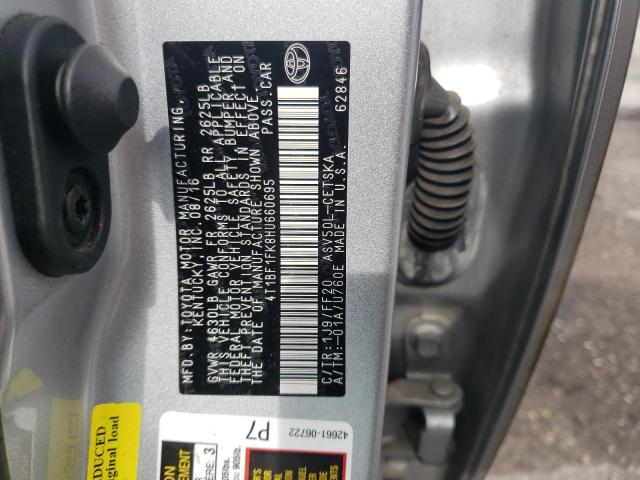 MFD.BY:TOYOTA MOTOR MANUFACTURING,
KENTUCKY, INC. 08/16
GVWR 4630LB GAWR FR 2625LB RR 2625LB
THIS VEHICLE CONFORMS TO ALL APPLICABLE
FEDERAL MOTOR VEHICLE SAFETY, BUMPER AND
THEFT PREVENTION STANDARDS IN EFFECT ON
THE DATE OF MANUFACTURE SHOWN ABOVE.
4T1BF1FK8HU660695 PASS.CAR
C/TR:1J9/FF20 ASV50L-CETSKA
A/TM:-01A/U760E MADE IN U.S.A.
62846
TOYOTA
42661-06722
P7